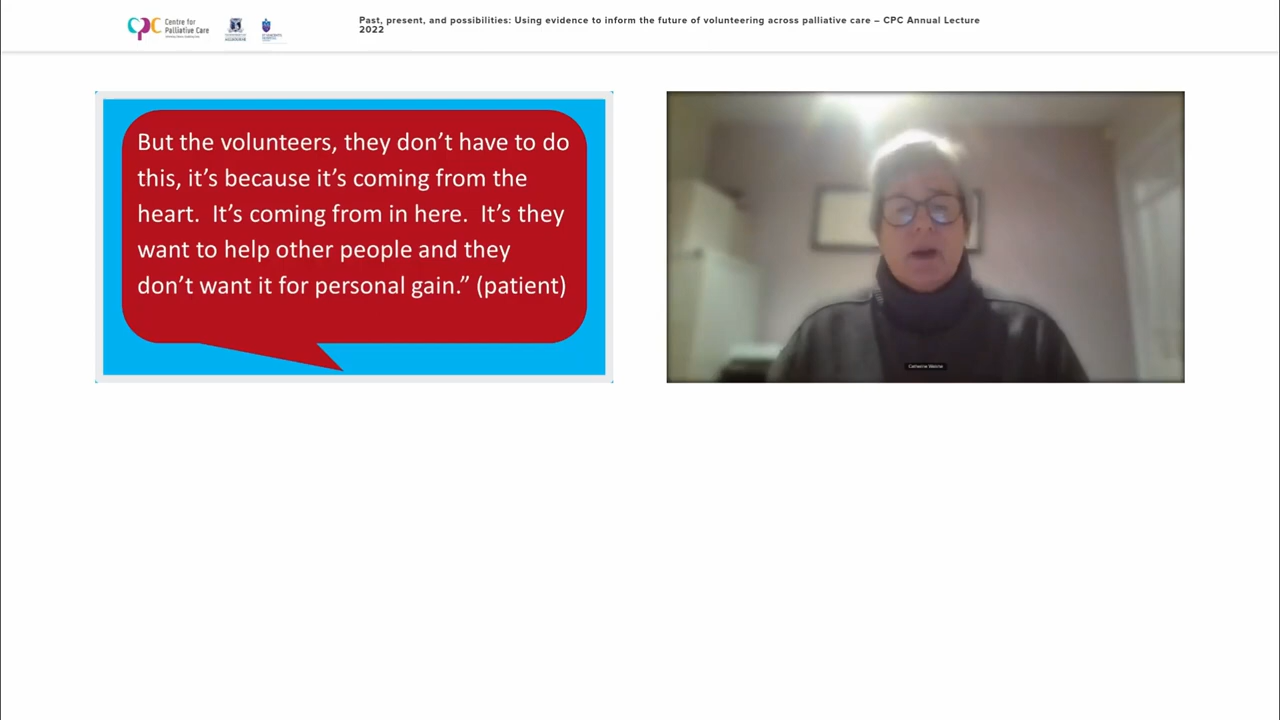 Centre for
Palliative Care
Past, present, and possibilities: Using evidence to inform the future of volunteering across palliative care – CPC Annual Lecture
2022
But the volunteers, they don’t have to do
this, it’s because it’s coming from the
heart.  It’s coming from in here.  It’s they
want to help other people and they
don’t want it for personal gain.” (patient)